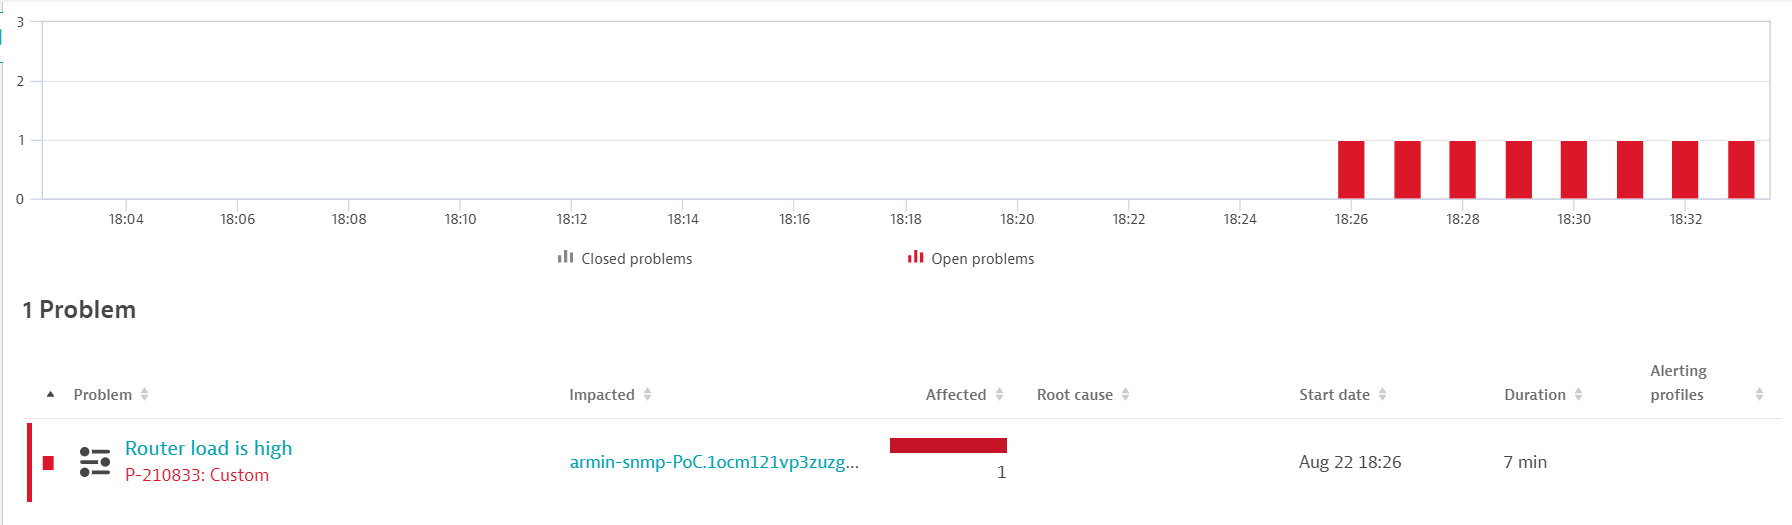 3
2
1
0
18:04 18:06 18:08 18:10 18:12 18:14 18:16 18:18 18:20 18:22 18:24 18:26 18:28 18:30 18:32
Closed problems Open problems
1 Problem
Problem Impacted Affected Root cause Start date Duration Alerting profiles
Router load is high
P-210833: Custom
armin-snmp-PoC.1ocm121vp3zuzg...
1
Aug 22 18:26
7 min